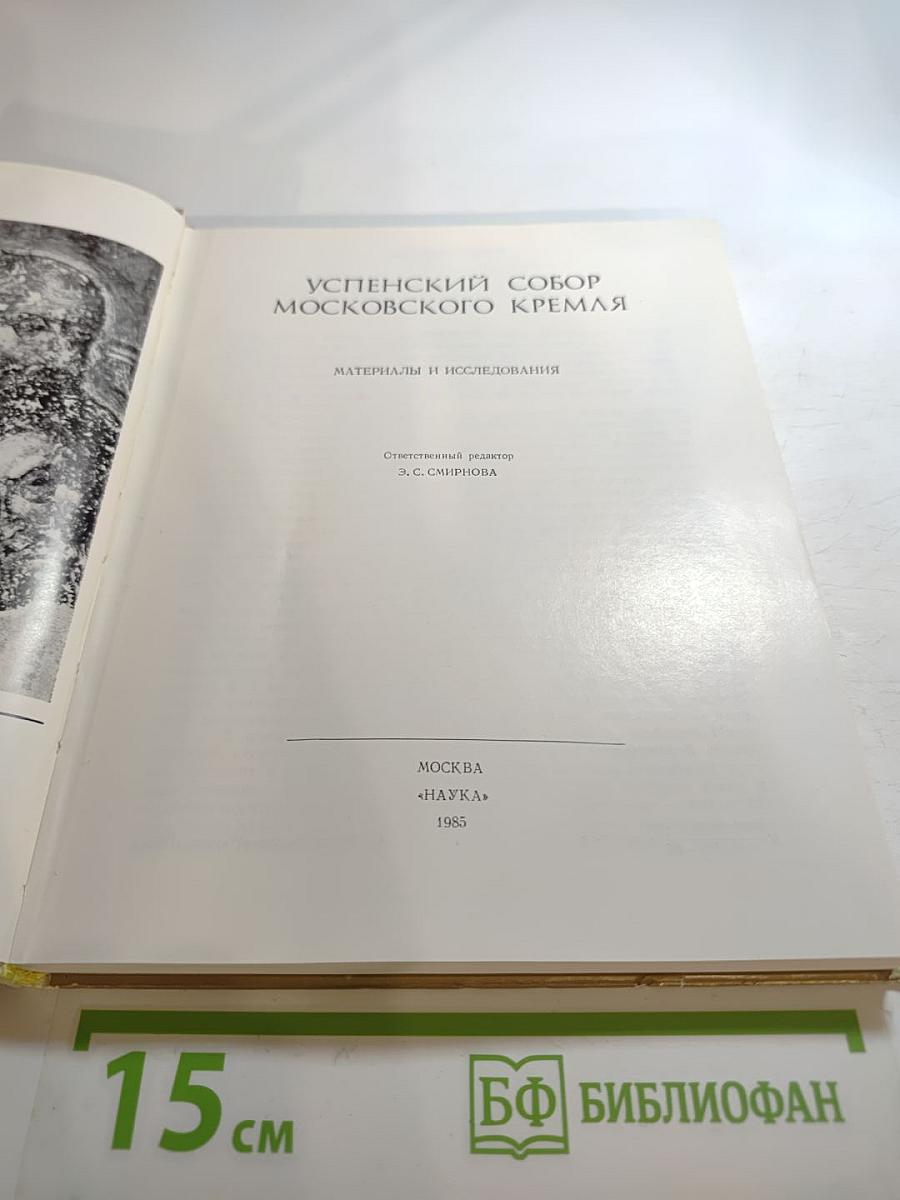 УСПЕНСКИЙ СОБОР
МОСКОВСКОГО КРЕМЛЯ
МАТЕРИАЛЫ И ИССЛЕДОВАНИЯ
Ответственный редактор
Э. С. СМИРНОВА
МОСКВА
«НАУКА»
1985
15 см
БФ БИБЛИОФАН